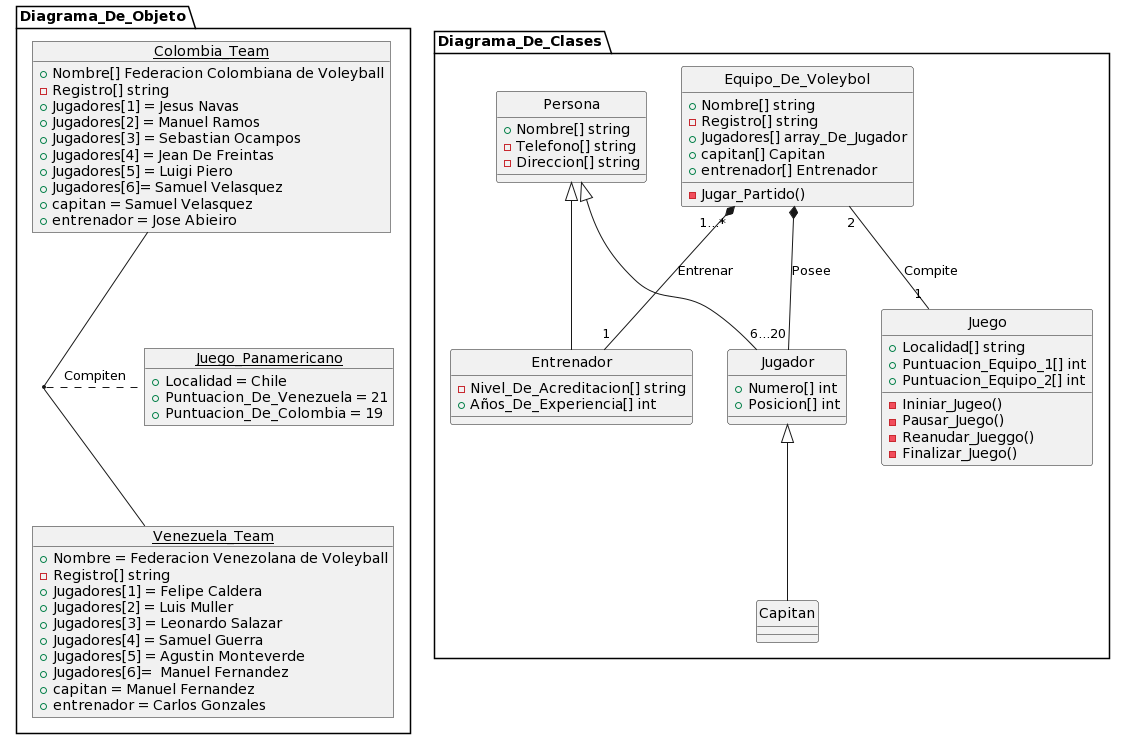 Diagrama_De_Objeto
Colombia_Team
Nombre[] Federacion Colombiana de Voleyball
Registro[] string
Jugadores[1] = Jesus Navas
Jugadores[2] = Manuel Ramos
Jugadores[3] = Sebastian Ocampos
Jugadores[4] = Jean De Freintas
Jugadores[5] = Luigi Piero
Jugadores[6]= Samuel Velasquez
capitan = Samuel Velasquez
entrenador = Jose Abieiro
Compiten
Juego_Panamericano
Localidad = Chile
Puntuacion_De_Venezuela = 21
Puntuacion_De_Colombia = 19
Venezuela_Team
Nombre = Federacion Venezolana de Voleyball
Registro[] string
Jugadores[1] = Felipe Caldera
Jugadores[2] = Luis Muller
Jugadores[3] = Leonardo Salazar
Jugadores[4] = Samuel Guerra
Jugadores[5] = Agustin Monteverde
Jugadores[6]=  Manuel Fernandez
capitan = Manuel Fernandez
entrenador = Carlos Gonzales
Diagrama_De_Clases
Persona
Nombre[] string
Telefono[] string
Direccion[] string
Equipo_De_Voleybol
Nombre[] string
Registro[] string
Jugadores[] array_De_Jugador
capitan[] Capitan
entrenador[] Entrenador
Jugar_Partido()
1...*
2
Entrenar
Posee
Compite
1
1
6...20
Entrenador
Nivel_De_Acreditacion[] string
Años_De_Experiencia[] int
Jugador
Numero[] int
Posicion[] int
Juego
Localidad[] string
Puntuacion_Equipo_1[] int
Puntuacion_Equipo_2[] int
Ininiar_Jugeo()
Pausar_Juego()
Reanudar_Jueggo()
Finalizar_Juego()
Capitan